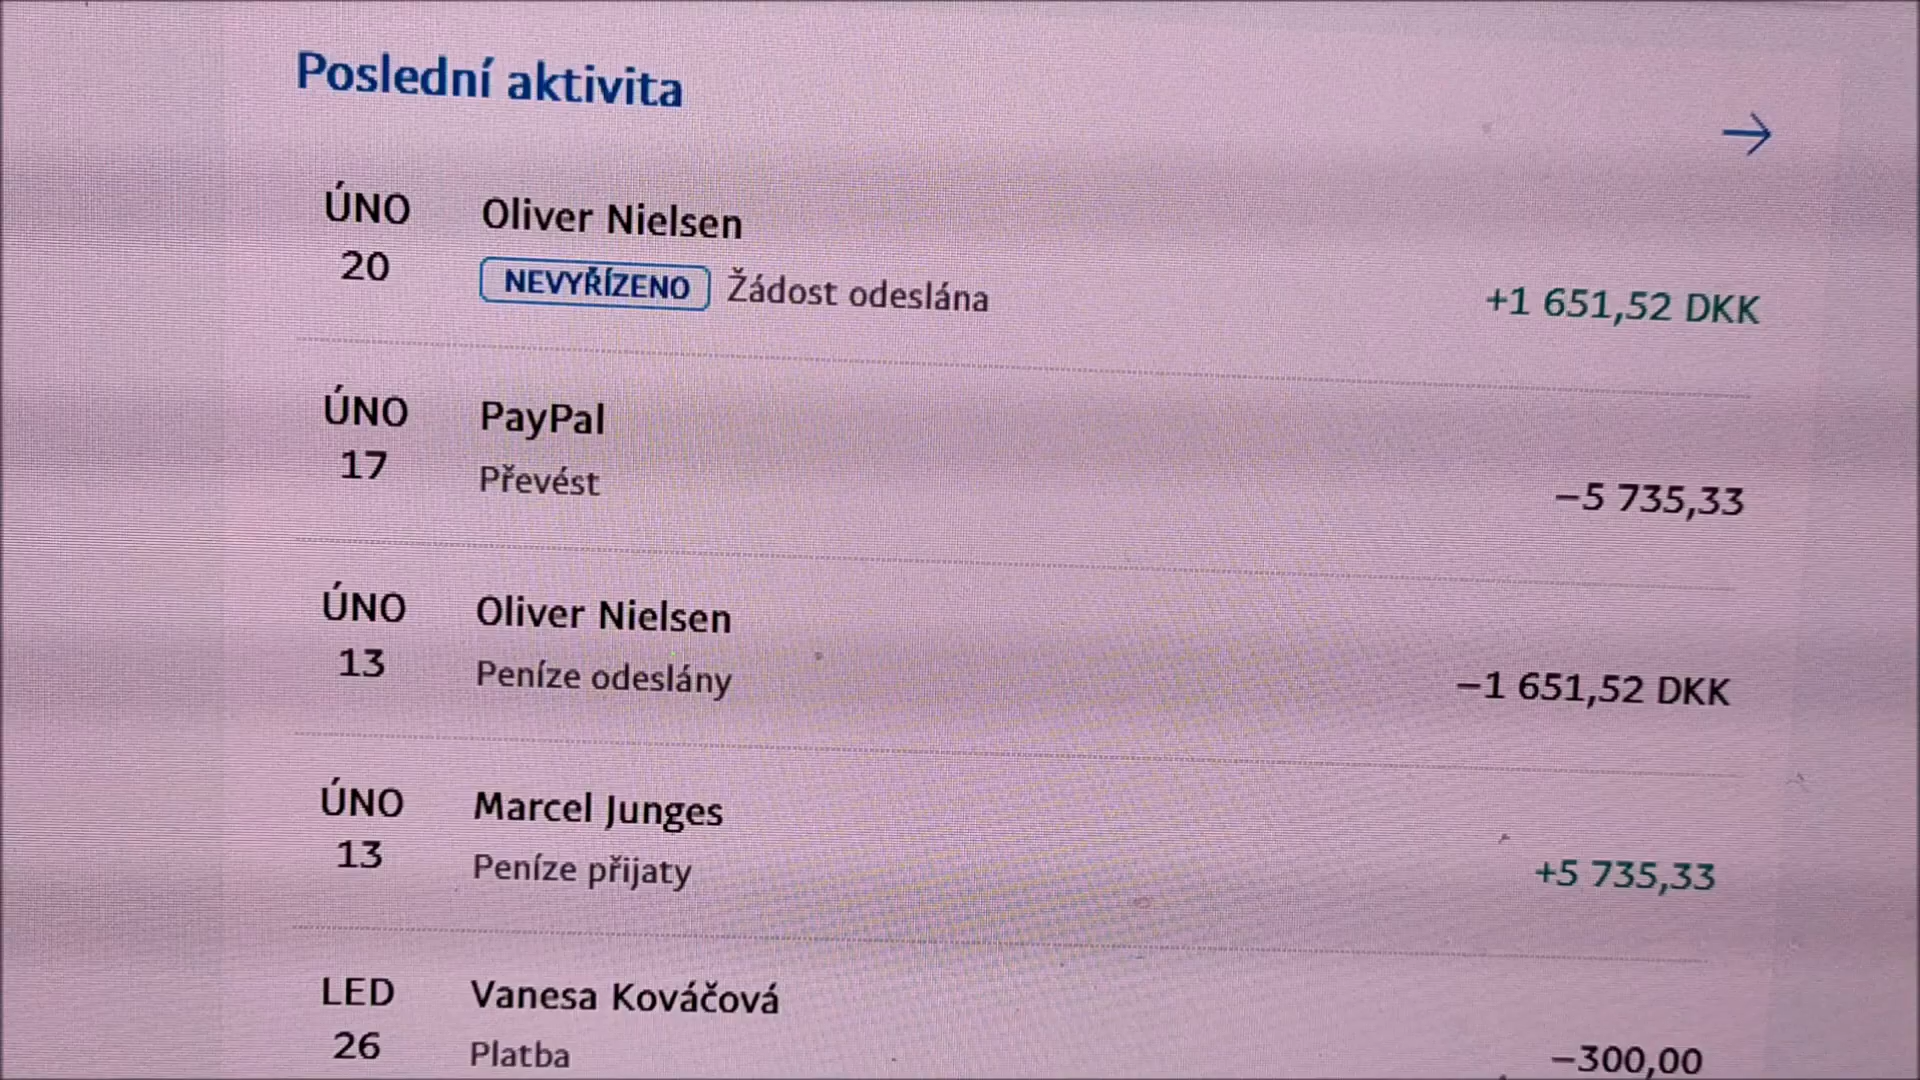 Poslední aktivita
ÚNO
20
Oliver Nielsen
NEVYŘÍZENO Žádost odeslána
+1 651,52 DKK
ÚNO
17
PayPal
Převést
−5 735,33
ÚNO
13
Oliver Nielsen
Peníze odeslány
−1 651,52 DKK
ÚNO
13
Marcel Junges
Peníze přijaty
+5 735,33
LED
26
Vanesa Kováčová
Platba
−300,00